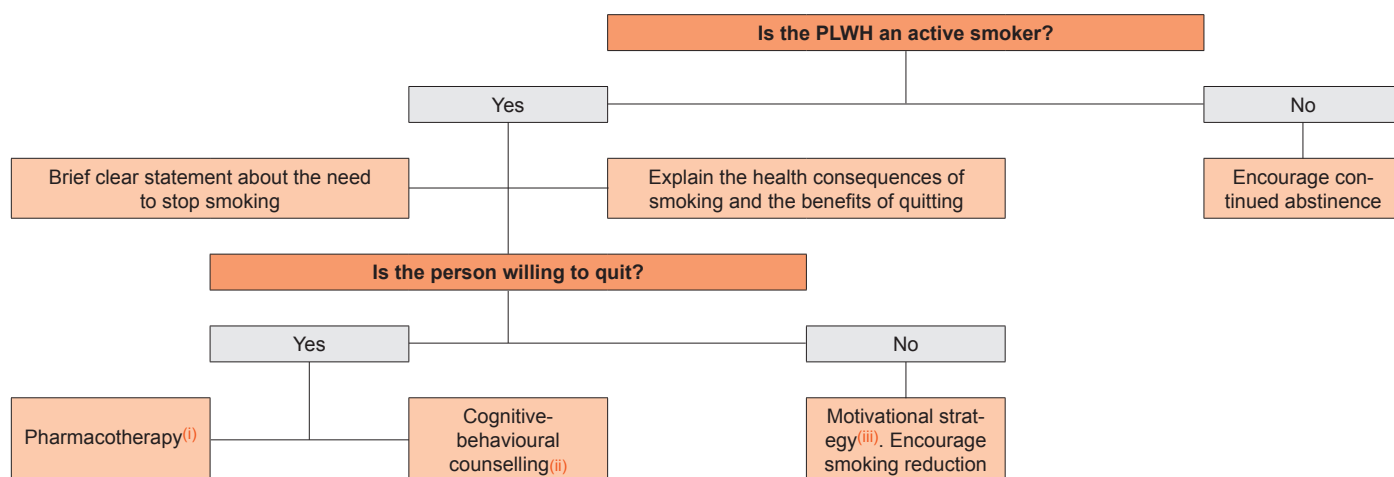 Is the PLWH an active smoker?
Yes
No
Brief clear statement about the need
to stop smoking
Explain the health consequences of
smoking and the benefits of quitting
Encourage con-
tinued abstinence
Is the person willing to quit?
Yes
No
Pharmacotherapy(i)
Cognitive-
behavioural
counselling(ii)
Motivational strat-
egy(iii). Encourage
smoking reduction